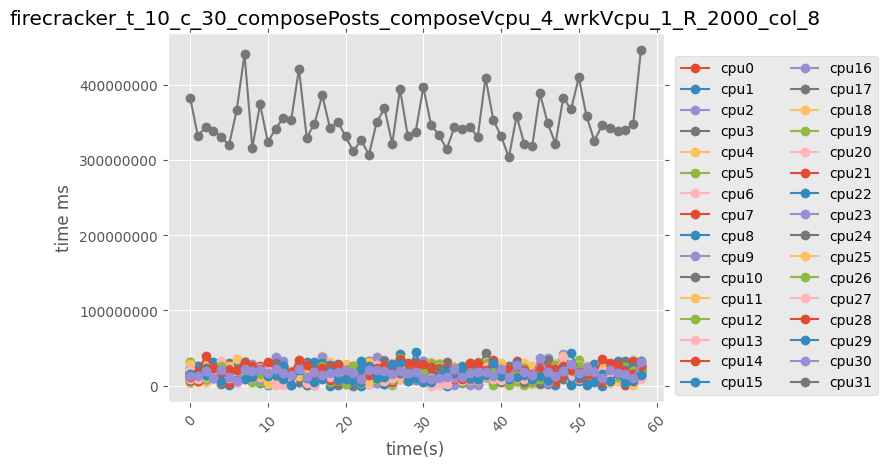 firecracker_t_10_c_30_composePosts_composeVcpu_4_wrkVcpu_1_R_2000_col_8
time ms
400000000
300000000
200000000
100000000
0
0
10
20
30
40
50
60
time(s)
cpu0
cpu1
cpu2
cpu3
cpu4
cpu5
cpu6
cpu7
cpu8
cpu9
cpu10
cpu11
cpu12
cpu13
cpu14
cpu15
cpu16
cpu17
cpu18
cpu19
cpu20
cpu21
cpu22
cpu23
cpu24
cpu25
cpu26
cpu27
cpu28
cpu29
cpu30
cpu31